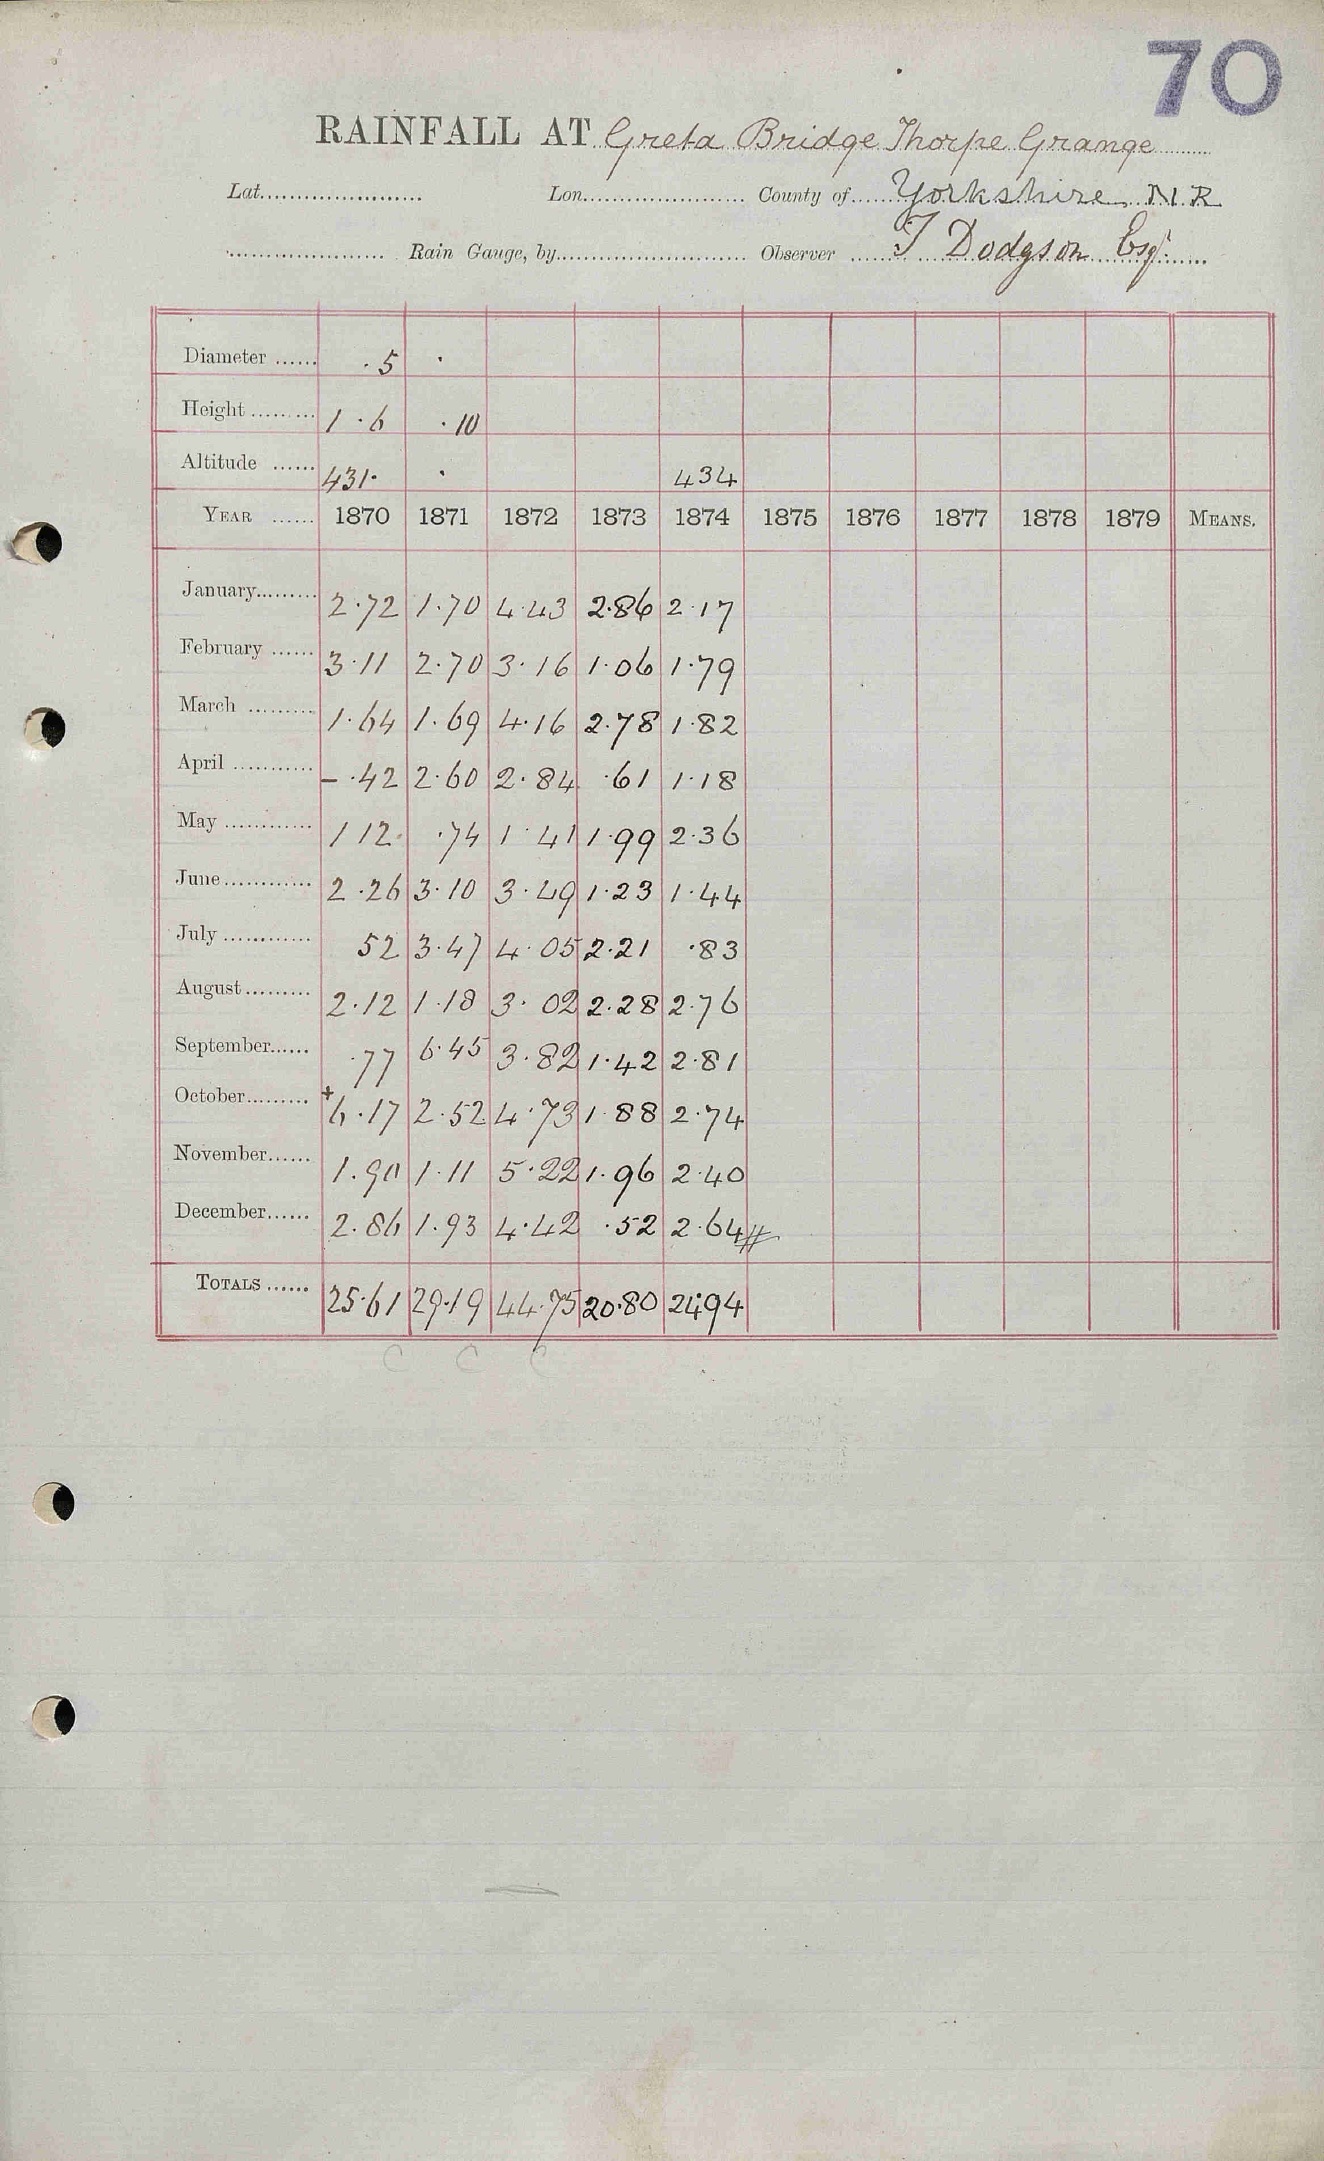 70
RAINFALL AT Greta Bridge Thorpe Grange
Lat...................... Lon...................... County of...... Yorkshire N.R
...................... Rain Gauge, by.......................... Observer ...... T Dodgson Esqr.
Diameter ...... .5 .
Height ......... 1 .6 .10
Altitude ...... 431. . 434
YEAR ...... 1870 1871 1872 1873 1874 1875 1876 1877 1878 1879 MEANS.
January......... 2.72 1.70 4.43 2.86 2.17
February ...... 3.11 2.70 3.16 1.06 1.79
March ......... 1.64 1.69 4.16 2.78 1.82
April ............ - .42 2.60 2.84 .61 1.18
May ............. 1 12 .74 1.41 1.99 2.36
June............. 2.26 3.10 3.49 1.23 1.44
July ............. 52 3.47 4.05 2.21 .83
August.......... 2.12 1.18 3.02 2.28 2.76
September...... .77 6.45 3.82 1.42 2.81
October......... +6.17 2.52 4.73 1.88 2.74
November...... 1.90 1.11 5.22 1.96 2.40
December...... 2.86 1.93 4.42 .52 2.64 #
TOTALS ...... 25.61 29.19 44.75 20.80 24.94
C C C